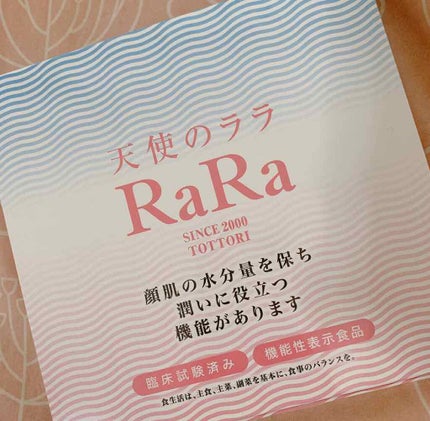 天使のララ
RaRa
SINCE 2000
TOTTORI
顔肌の水分量を保ち
潤いに役立つ
機能があります
臨床試験済み 機能性表示食品
食生活は、主食、主菜、副菜を基本に、食事のバランスを。